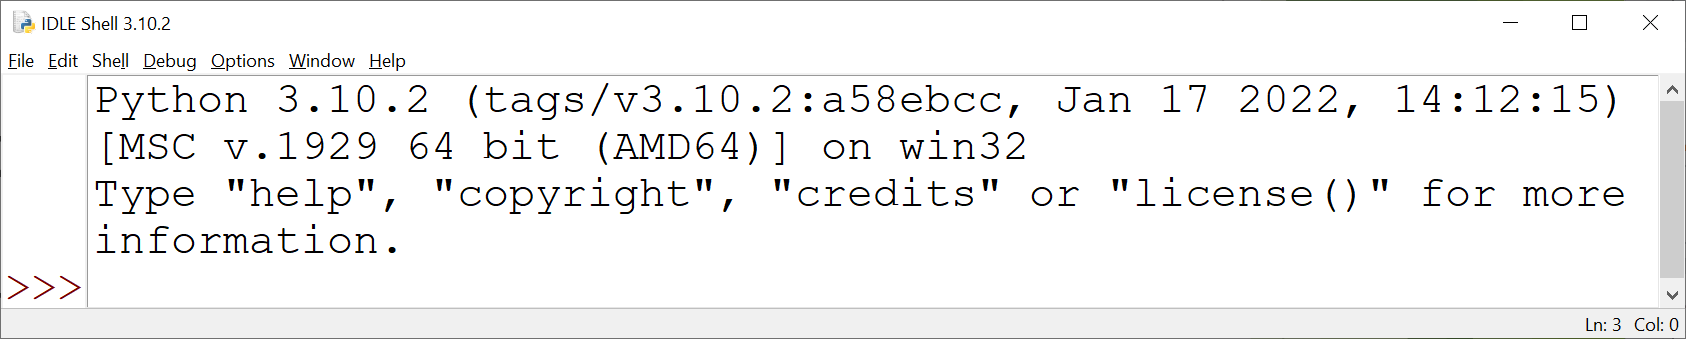 IDLE Shell 3.10.2
File Edit Shell Debug Options Window Help
Python 3.10.2 (tags/v3.10.2:a58ebcc, Jan 17 2022, 14:12:15)
[MSC v.1929 64 bit (AMD64)] on win32
Type "help", "copyright", "credits" or "license()" for more
information.
>>>
Ln: 3 Col: 0